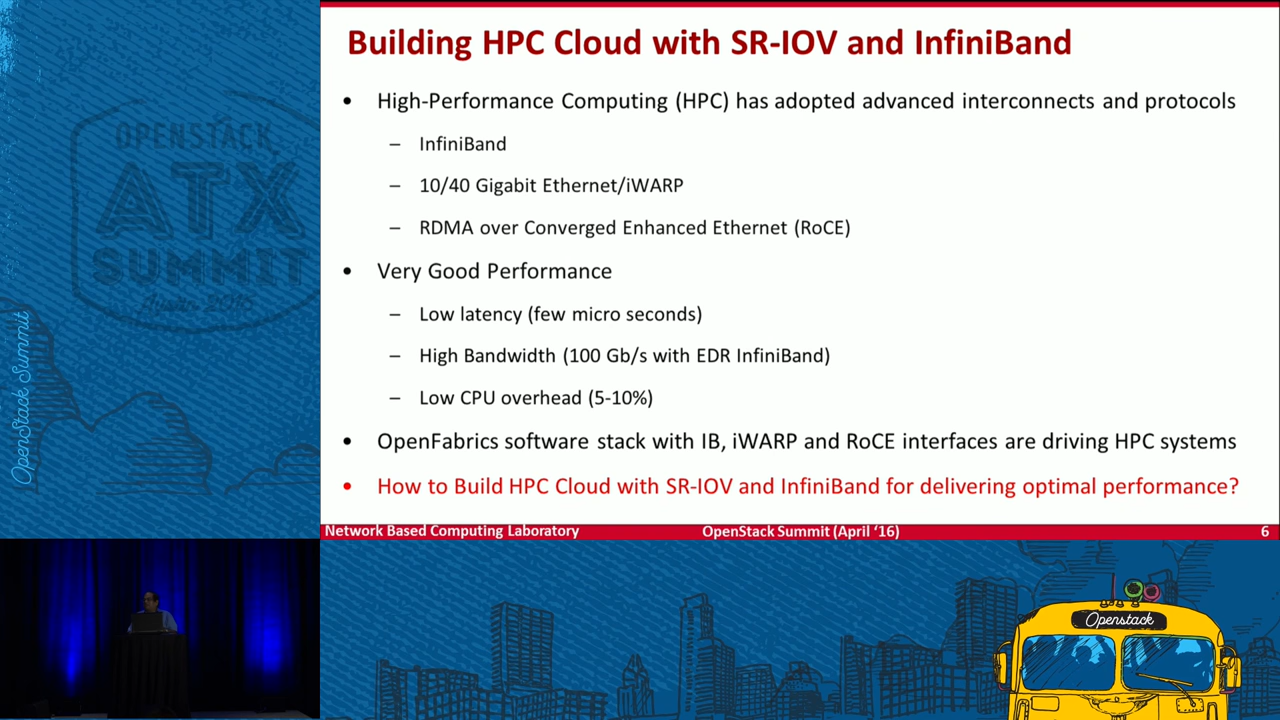 Building HPC Cloud with SR-IOV and InfiniBand
• High-Performance Computing (HPC) has adopted advanced interconnects and protocols
– InfiniBand
– 10/40 Gigabit Ethernet/iWARP
– RDMA over Converged Enhanced Ethernet (RoCE)
• Very Good Performance
– Low latency (few micro seconds)
– High Bandwidth (100 Gb/s with EDR InfiniBand)
– Low CPU overhead (5-10%)
• OpenFabrics software stack with IB, iWARP and RoCE interfaces are driving HPC systems
• How to Build HPC Cloud with SR-IOV and InfiniBand for delivering optimal performance?
Network Based Computing Laboratory OpenStack Summit (April ‘16) 6
OPENSTACK
ATX
SUMMIT
Austin 2016
OpenStack Summit
Openstack